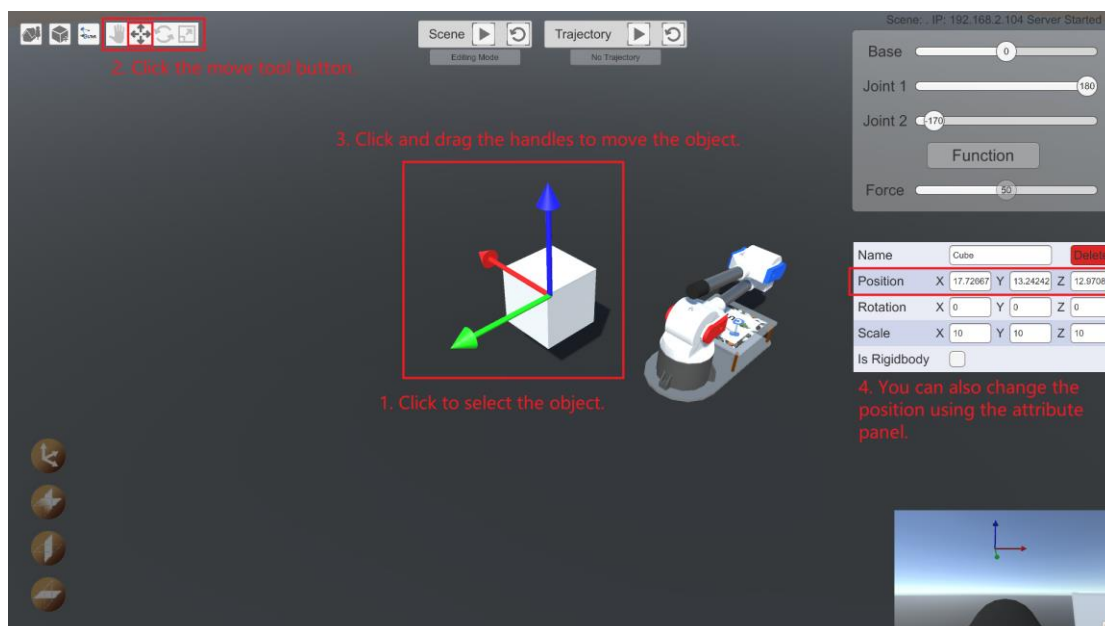 Scene: . IP: 192.168.2.104 Server Started
Scene
Trajectory
Editing Mode
No Trajectory
2. Click the move tool button.
3. Click and drag the handles to move the object.
1. Click to select the object.
Base 0
Joint 1 180
Joint 2 -170
Function
Force 50
Name Cube Delete
Position X 17.72667 Y 13.24242 Z 12.9708
Rotation X 0 Y 0 Z 0
Scale X 10 Y 10 Z 10
Is Rigidbody
4. You can also change the
position using the attribute
panel.